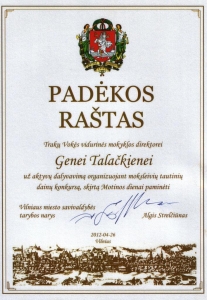 PADĖKOS
RAŠTAS
Trakų Vokės vidurinės mokyklos direktorei
Genei Talačkienei
už aktyvų dalyvavimą organizuojant moksleivių tautinių
dainų konkursą, skirtą Motinos dienai paminėti
Vilniaus miesto savivaldybės
tarybos narys
Algis Strelčiūnas
2012-04-26
Vilnius